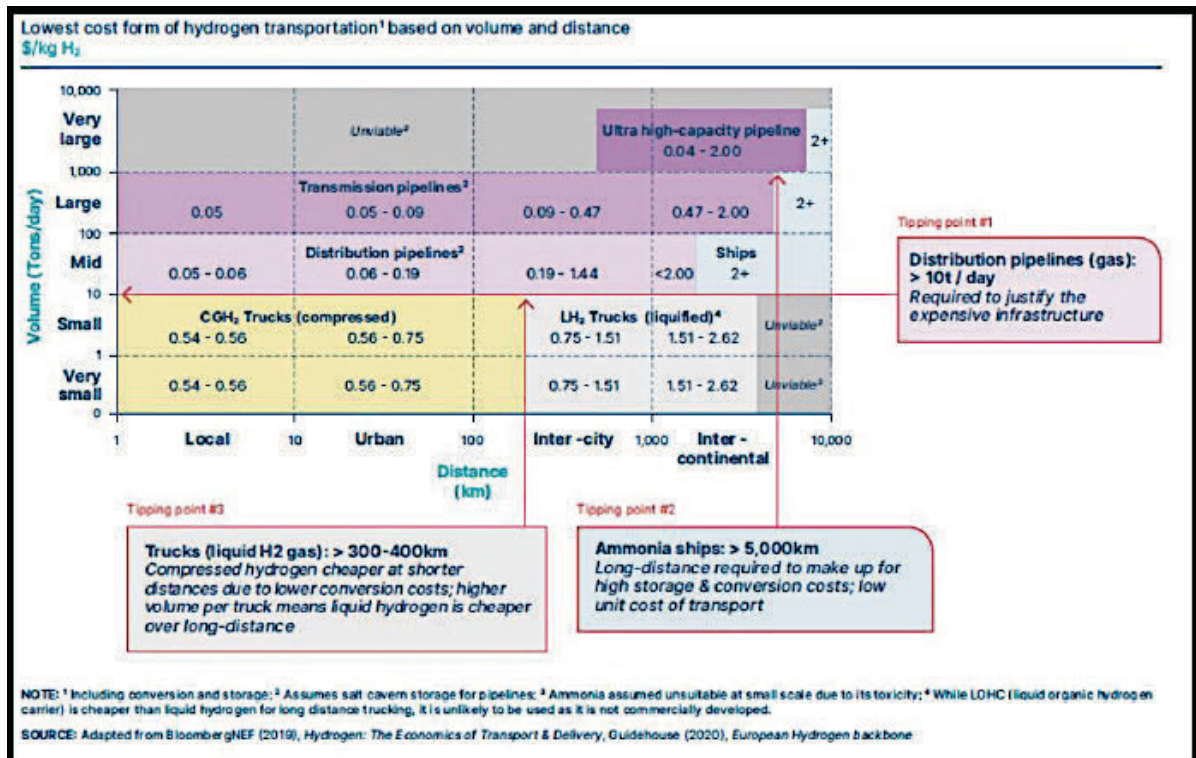 Lowest cost form of hydrogen transportation¹ based on volume and distance
$/kg H₂
10,000
Very
large
Unviable³
Ultra high-capacity pipeline
0.04 - 2.00
2+
1,000
Large
Transmission pipelines²
0.05
0.05 - 0.09
0.09 - 0.47
0.47 - 2.00
2+
100
Mid
Distribution pipelines²
0.05 - 0.06
0.06 - 0.19
0.19 - 1.44
<2.00
Ships
2+
10
Small
CGH₂ Trucks (compressed)
0.54 - 0.56
0.56 - 0.75
LH₂ Trucks (liquified)⁴
0.75 - 1.51
1.51 - 2.62
Unviable³
1
Very
small
0.54 - 0.56
0.56 - 0.75
0.75 - 1.51
1.51 - 2.62
Unviable³
0
Volume (Tons/day)
1
Local
10
Urban
100
Inter -city
1,000
Inter -
continental
10,000
Distance
(km)
Tipping point #1
Distribution pipelines (gas):
> 10t / day
Required to justify the
expensive infrastructure
Tipping point #3
Trucks (liquid H2 gas): > 300-400km
Compressed hydrogen cheaper at shorter
distances due to lower conversion costs; higher
volume per truck means liquid hydrogen is cheaper
over long-distance
Tipping point #2
Ammonia ships: > 5,000km
Long-distance required to make up for
high storage & conversion costs; low
unit cost of transport
NOTE: ¹ Including conversion and storage; ² Assumes salt cavern storage for pipelines; ³ Ammonia assumed unsuitable at small scale due to its toxicity; ⁴ While LOHC (liquid organic hydrogen
carrier) is cheaper than liquid hydrogen for long distance trucking, it is unlikely to be used as it is not commercially developed.
SOURCE: Adapted from BloombergNEF (2019), Hydrogen: The Economics of Transport & Delivery, Guidehouse (2020), European Hydrogen backbone